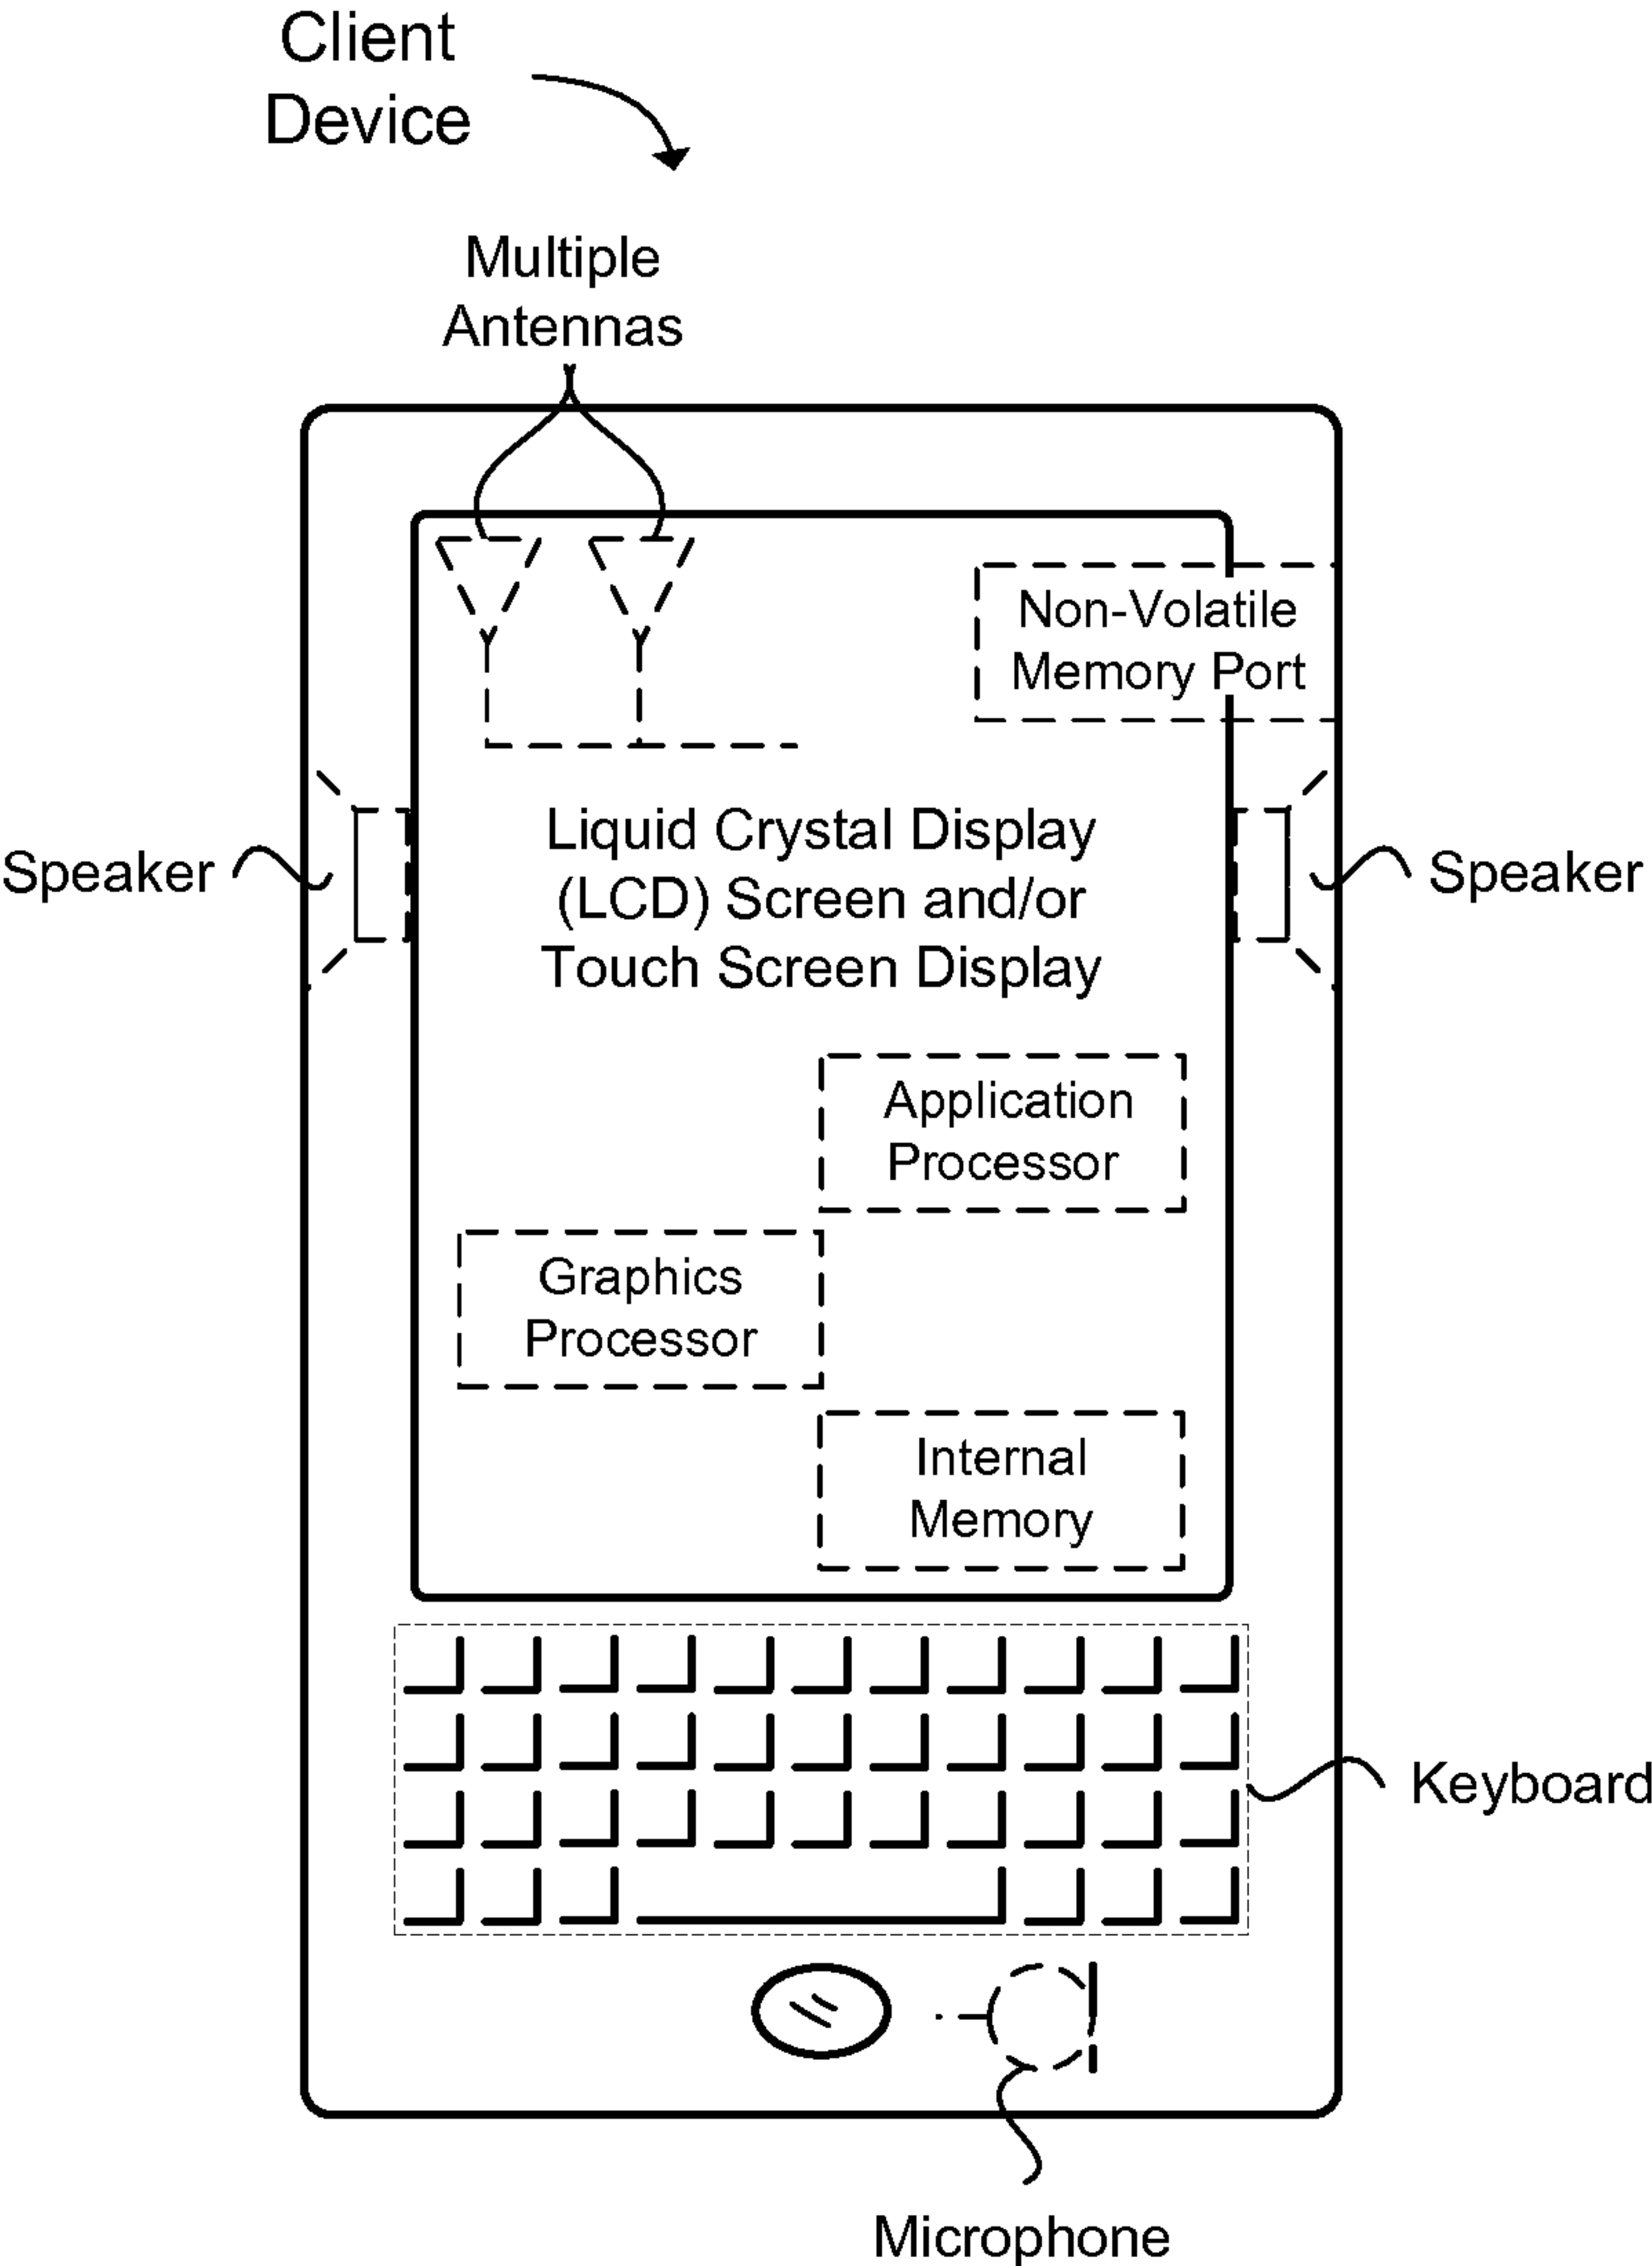 Client
Device
Multiple
Antennas
Non-Volatile
Memory Port
Liquid Crystal Display
(LCD) Screen and/or
Touch Screen Display
Speaker
Speaker
Application
Processor
Graphics
Processor
Internal
Memory
Keyboard
Microphone